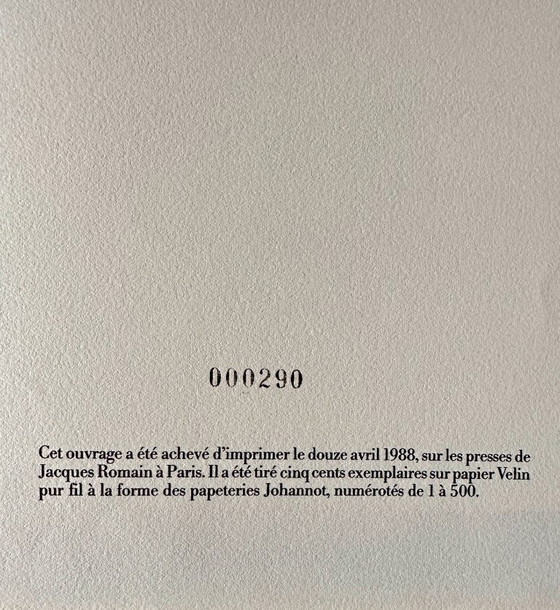 000290
Cet ouvrage a été achevé d'imprimer le douze avril 1988, sur les presses de
Jacques Romain à Paris. Il a été tiré cinq cents exemplaires sur papier Velin
pur fil à la forme des papeteries Johannot, numérotés de 1 à 500.